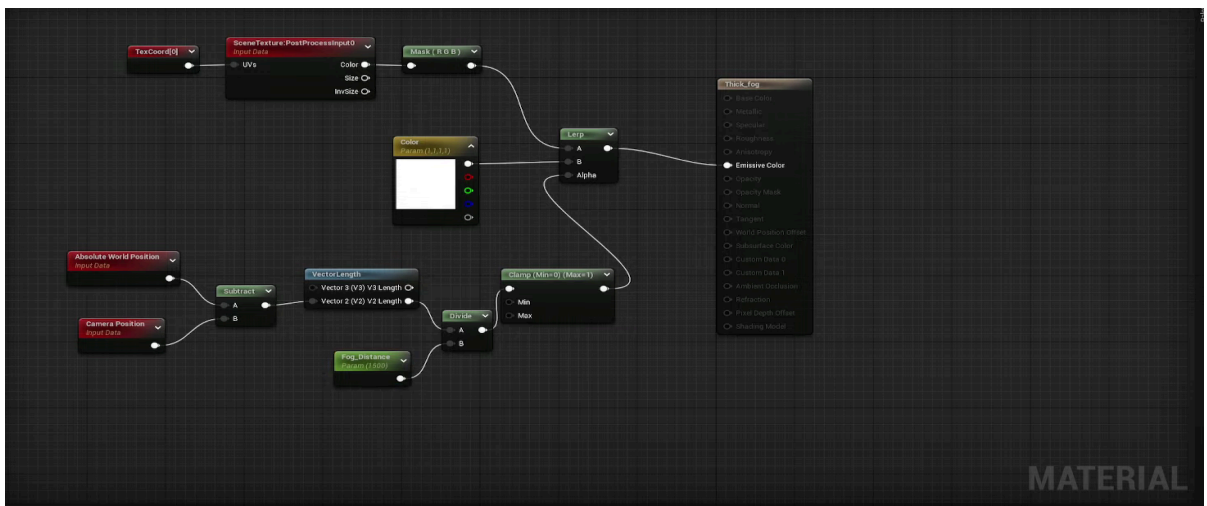 TexCoord[0]
SceneTexture:PostProcessInput0
Input Data
UVs
Color
Size
InvSize
Mask ( R G B )
Color
Param (1,1,1,1)
Lerp
A
B
Alpha
Thick_fog
Base Color
Metallic
Specular
Roughness
Anisotropy
Emissive Color
Opacity
Opacity Mask
Normal
Tangent
World Position Offset
Subsurface Color
Custom Data 0
Custom Data 1
Ambient Occlusion
Refraction
Pixel Depth Offset
Shading Model
Absolute World Position
Input Data
Camera Position
Input Data
Subtract
A
B
VectorLength
Vector 3 (V3) V3 Length
Vector 2 (V2) V2 Length
Fog_Distance
Param (1500)
Divide
A
B
Clamp (Min=0) (Max=1)
Min
Max
MATERIAL